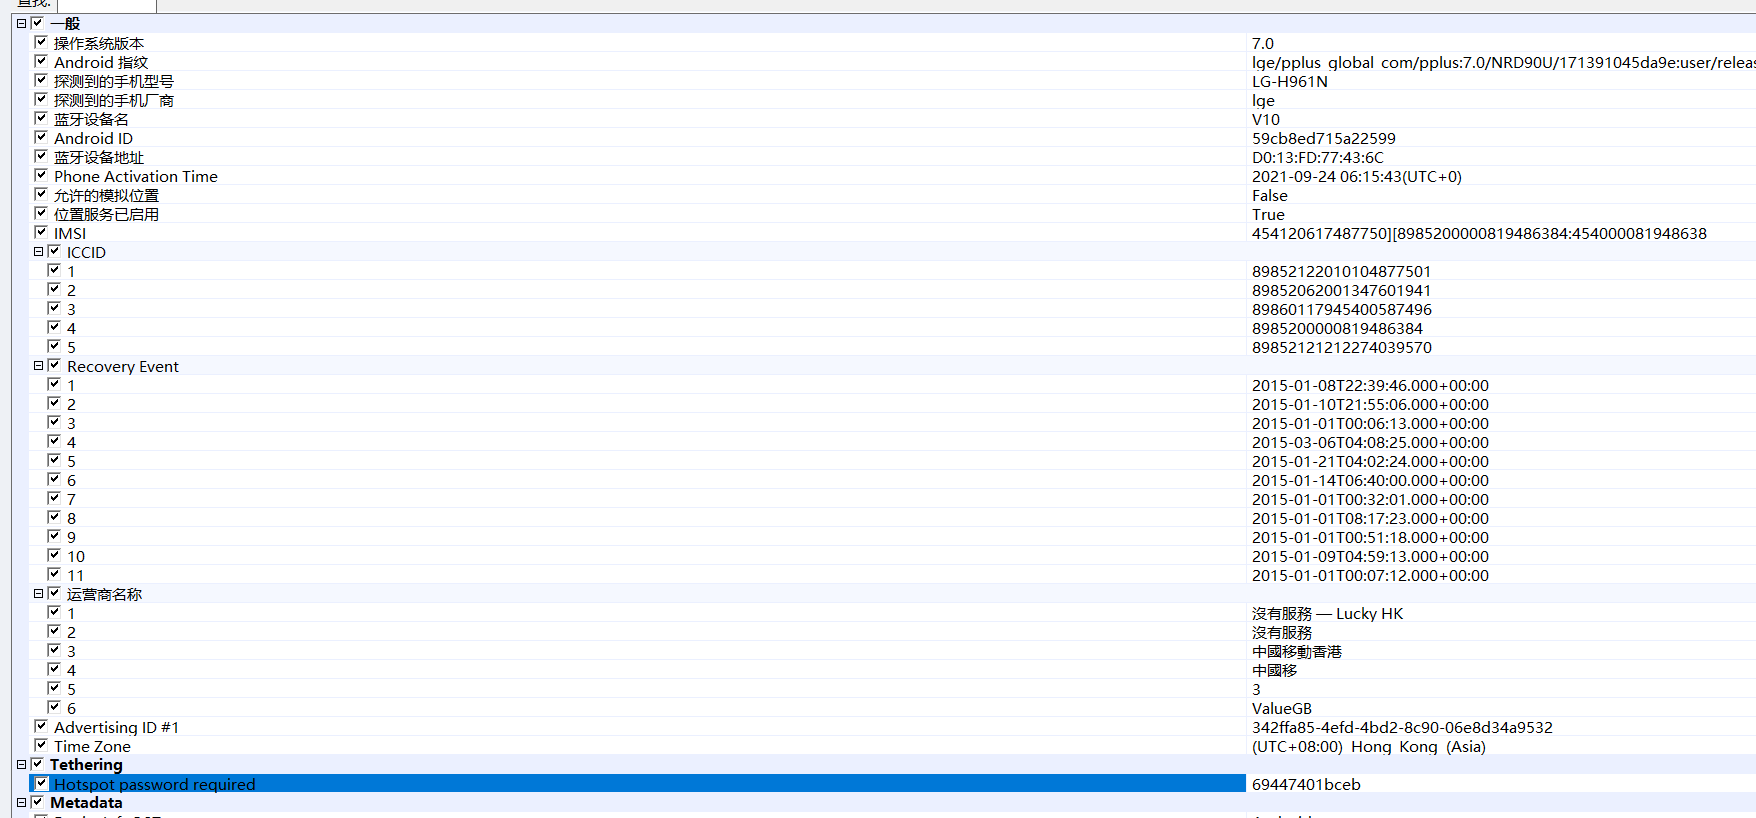 查找:
一般
操作系统版本 7.0
Android 指纹 lge/pplus_global_com/pplus:7.0/NRD90U/171391045da9e:user/releas
探测到的手机型号 LG-H961N
探测到的手机厂商 lge
蓝牙设备名 V10
Android ID 59cb8ed715a22599
蓝牙设备地址 D0:13:FD:77:43:6C
Phone Activation Time 2021-09-24 06:15:43(UTC+0)
允许的模拟位置 False
位置服务已启用 True
IMSI 454120617487750][8985200000819486384:454000081948638
ICCID
1 89852122010104877501
2 89852062001347601941
3 89860117945400587496
4 8985200000819486384
5 89852121212274039570
Recovery Event
1 2015-01-08T22:39:46.000+00:00
2 2015-01-10T21:55:06.000+00:00
3 2015-01-01T00:06:13.000+00:00
4 2015-03-06T04:08:25.000+00:00
5 2015-01-21T04:02:24.000+00:00
6 2015-01-14T06:40:00.000+00:00
7 2015-01-01T00:32:01.000+00:00
8 2015-01-01T08:17:23.000+00:00
9 2015-01-01T00:51:18.000+00:00
10 2015-01-09T04:59:13.000+00:00
11 2015-01-01T00:07:12.000+00:00
运营商名称
1 沒有服務 — Lucky HK
2 沒有服務
3 中國移動香港
4 中國移
5 3
6 ValueGB
Advertising ID #1 342ffa85-4efd-4bd2-8c90-06e8d34a9532
Time Zone (UTC+08:00)_Hong_Kong_(Asia)
Tethering
Hotspot password required 69447401bceb
Metadata